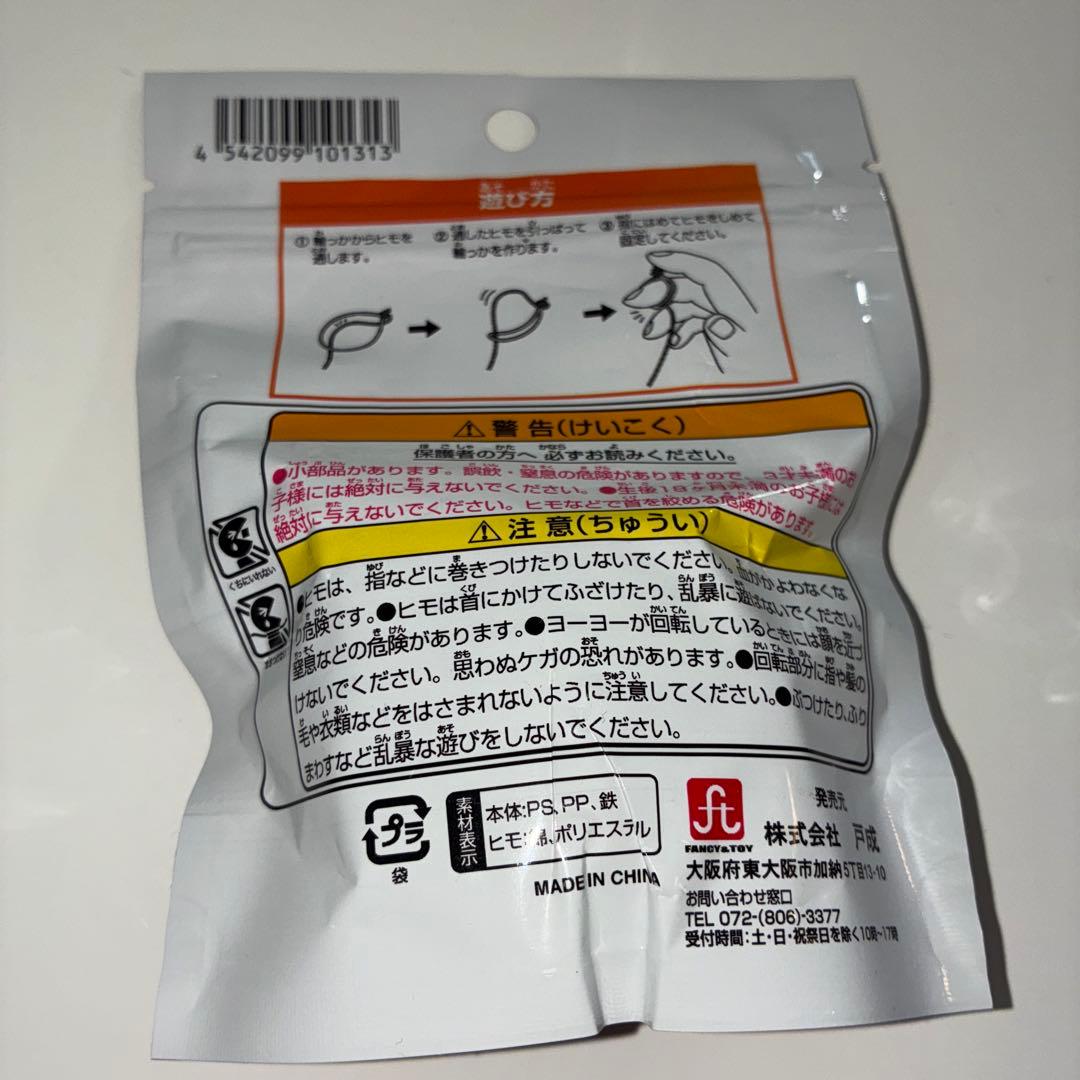 4 542099 101313
遊び方
① 輪っかからヒモを
通します。
② 通したヒモを引っぱって
輪っかを作ります。
③ 指にはめてヒモをしめて
固定してください。
⚠警告(けいこく)
保護者の方へ 必ずお読みください。
●小部品があります。誤飲・窒息の危険がありますので、3才未満のお
子様には絶対に与えないでください。●生後18ヶ月未満のお子様には
絶対に与えないでください。ヒモなどで首を絞める危険があります。
⚠注意(ちゅうい)
●ヒモは、指などに巻きつけたりしないでください。血がかよわなくな
り危険です。●ヒモは首にかけてふざけたり、乱暴に遊ばないでください。
窒息などの危険があります。●ヨーヨーが回転しているときには顔を近づ
けないでください。思わぬケガの恐れがあります。●回転部分に指や髪の
毛や衣類などをはさまれないように注意してください。●ぶつけたり、ふり
まわすなど乱暴な遊びをしないでください。
くちにいれない
プラ
袋
素材表示
本体:PS、PP、鉄
ヒモ:綿、ポリエステル
MADE IN CHINA
ft
FANCY&TOY
発売元
株式会社 戸成
大阪府東大阪市加納5丁目13-10
お問い合わせ窓口
TEL 072-(806)-3377
受付時間:土・日・祝祭日を除く10時~17時